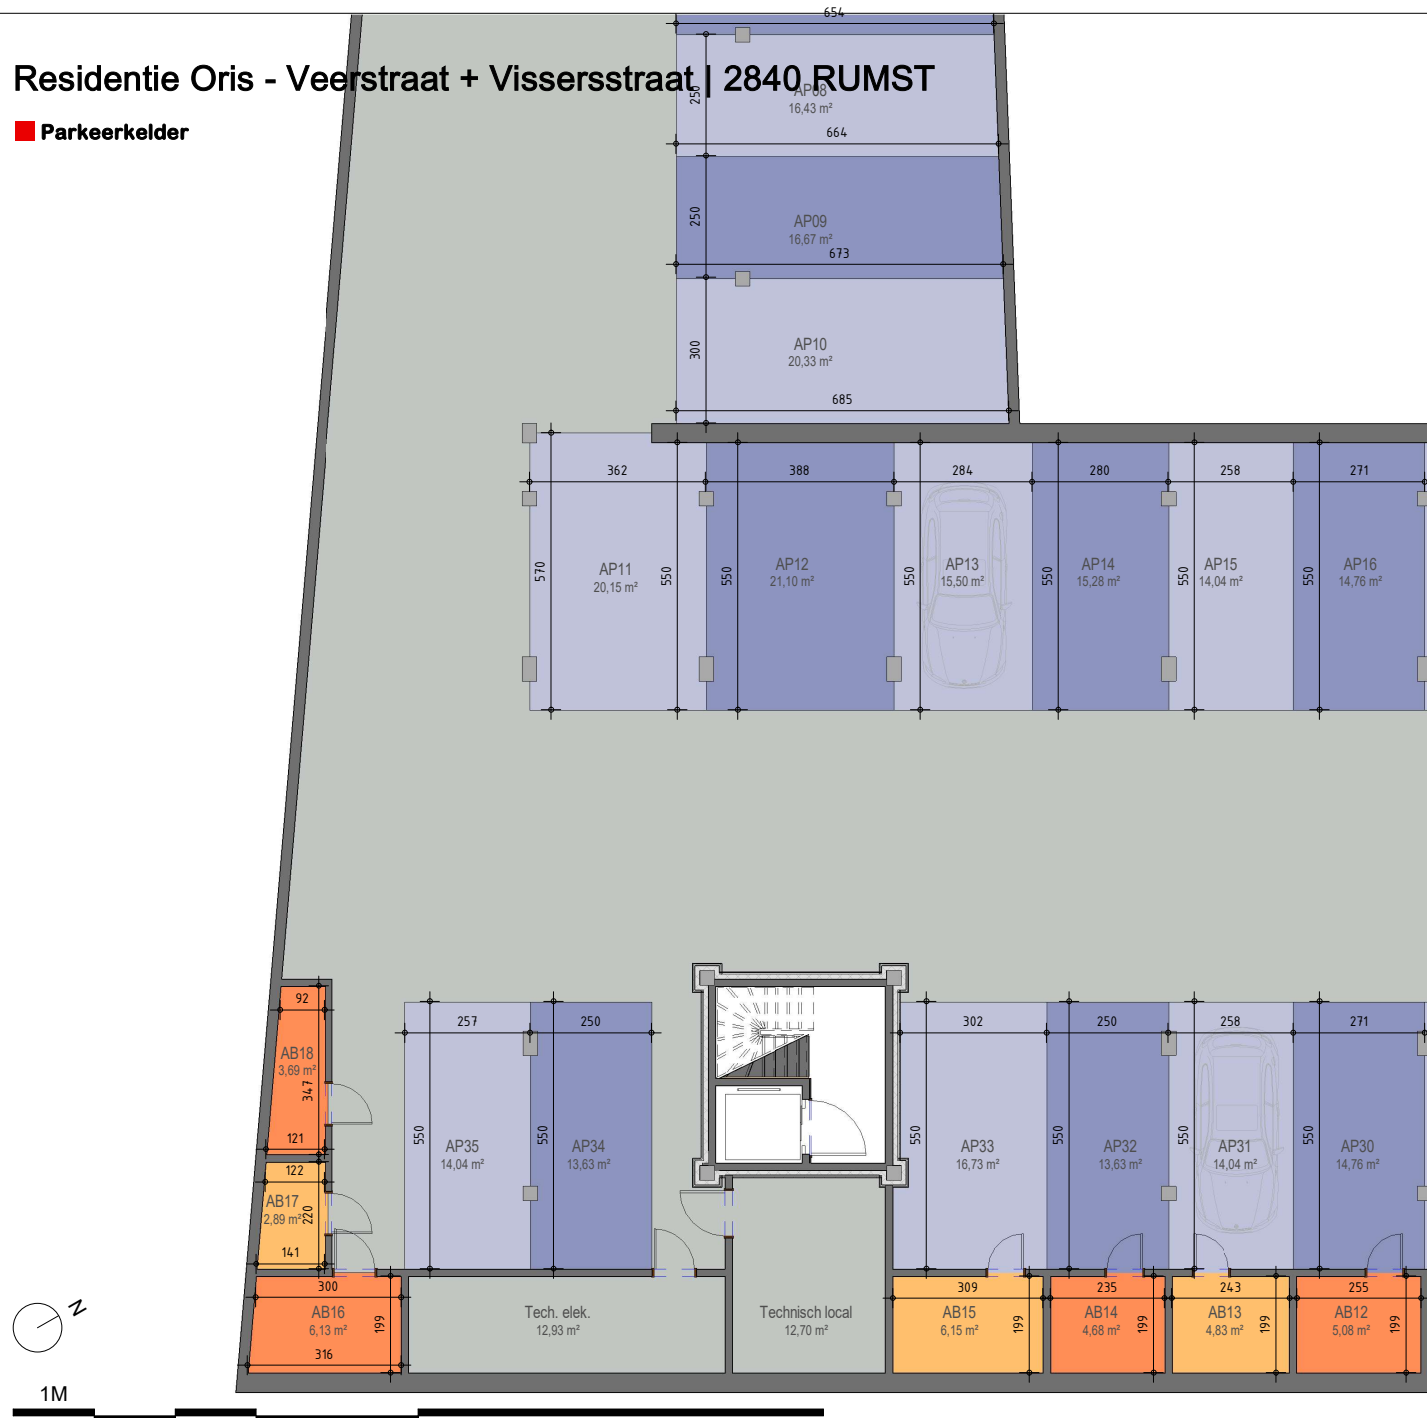 654
Residentie Oris - Veerstraat + Vissersstraat | 2840 RUMST
Parkeerkelder
250
AP08
16,43 m²
664
250
AP09
16,67 m²
673
300
AP10
20,33 m²
685
362
388
284
280
258
271
570
AP11
20,15 m²
550
550
AP12
21,10 m²
550
AP13
15,50 m²
550
AP14
15,28 m²
550
AP15
14,04 m²
550
AP16
14,76 m²
92
AB18
3,69 m²
347
121
122
AB17
2,89 m²
220
141
257
250
302
250
258
271
550
AP35
14,04 m²
550
AP34
13,63 m²
550
AP33
16,73 m²
550
AP32
13,63 m²
550
AP31
14,04 m²
550
AP30
14,76 m²
300
AB16
6,13 m²
199
316
Tech. elek.
12,93 m²
Technisch local
12,70 m²
309
AB15
6,15 m²
199
235
AB14
4,68 m²
199
243
AB13
4,83 m²
199
255
AB12
5,08 m²
199
N
1M